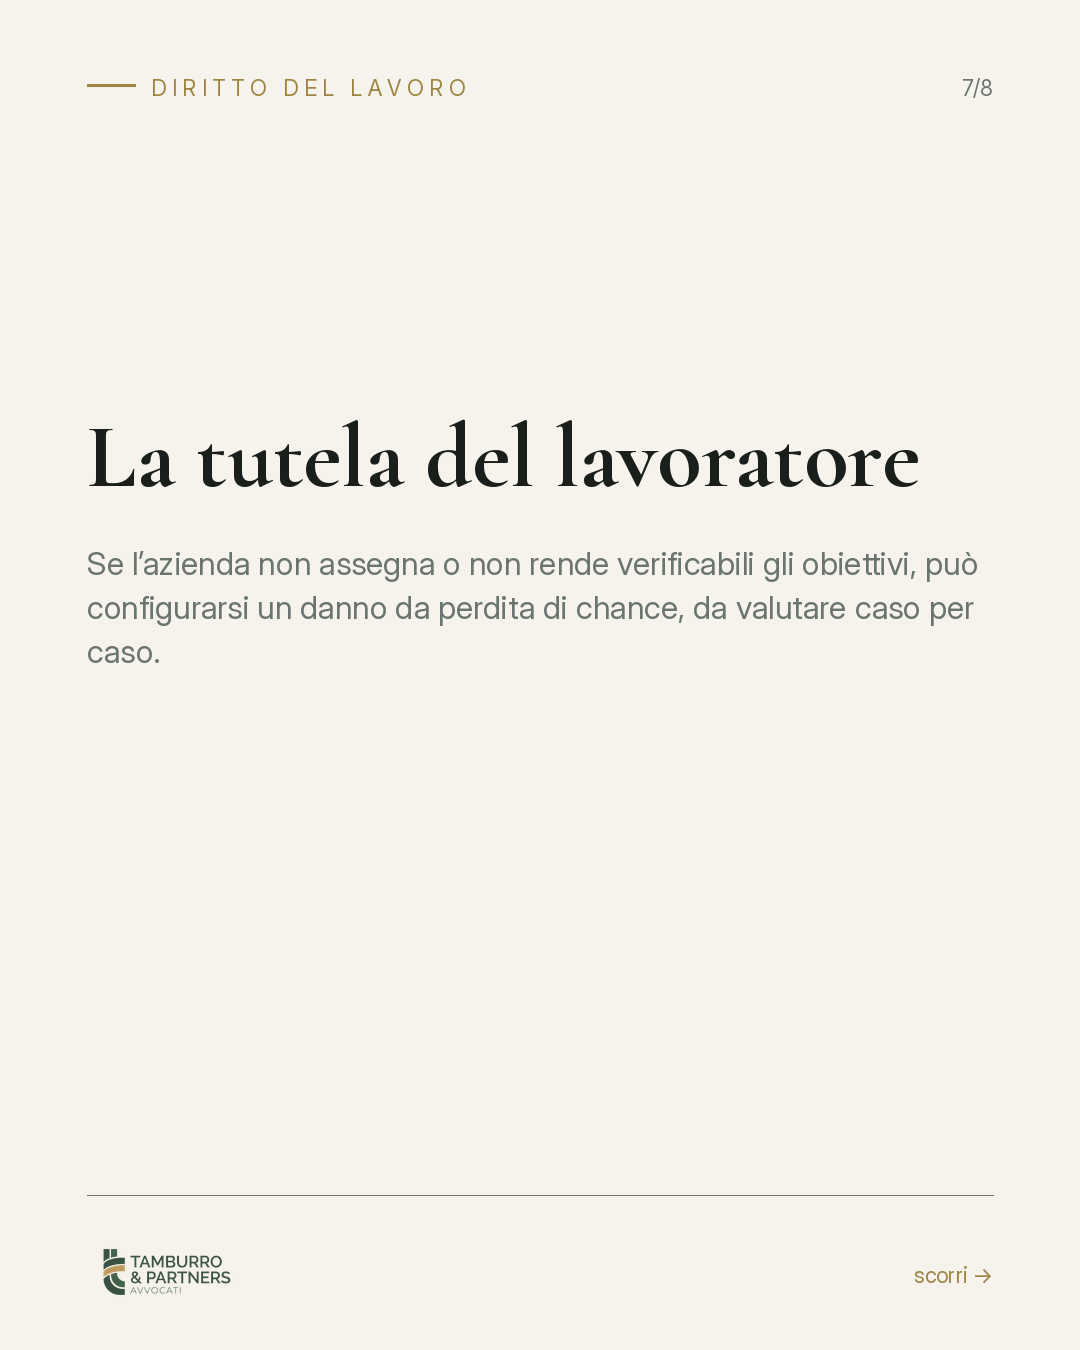 DIRITTO DEL LAVORO
7/8
La tutela del lavoratore
Se l’azienda non assegna o non rende verificabili gli obiettivi, può
configurarsi un danno da perdita di chance, da valutare caso per
caso.
TAMBURRO
& PARTNERS
AVVOCATI
scorri →